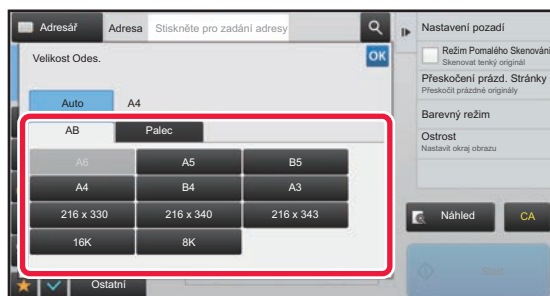 Adresář Adresa Stiskněte pro zadání adresy
Velikost Odes. OK
Auto A4
AB Palec
A6 A5 B5
A4 B4 A3
216 x 330 216 x 340 216 x 343
16K 8K
Ostatní
Nastavení pozadí
Režim Pomalého Skenování
Skenovat tenký originál
Přeskočení prázd. Stránky
Přeskočit prázdné originály
Barevný režim
Ostrost
Nastavit okraj obrazu
Náhled CA